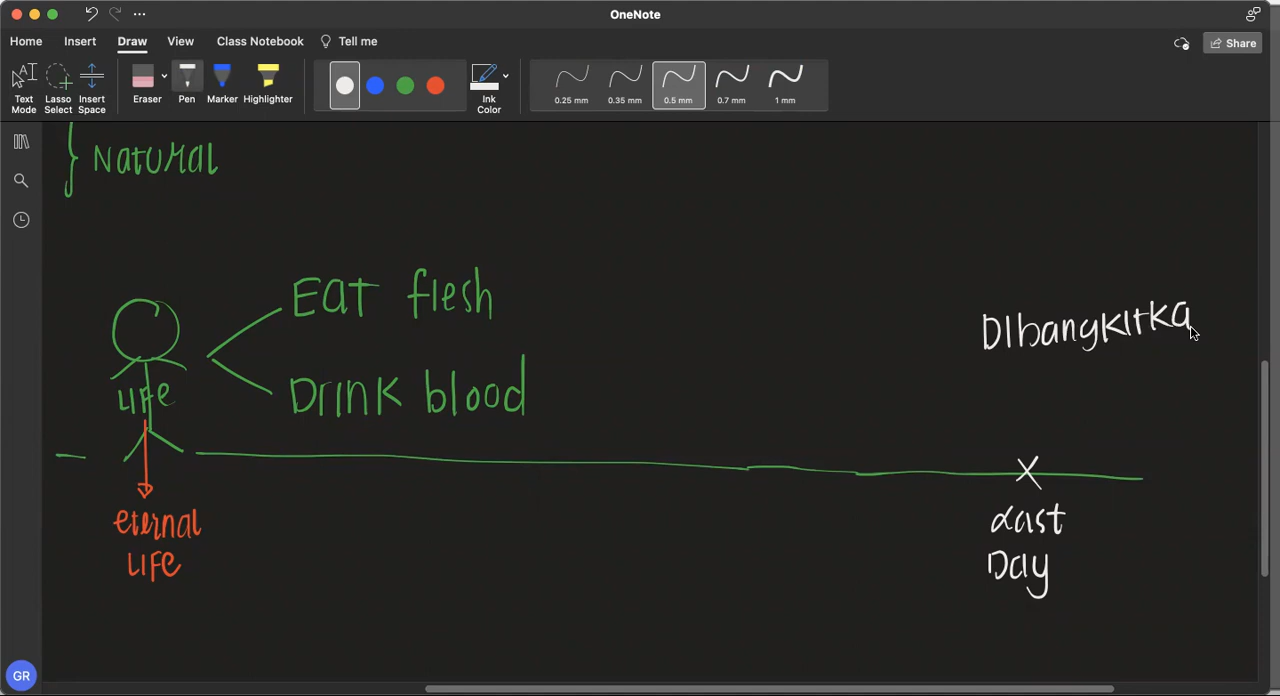 OneNote
Home Insert Draw View Class Notebook Tell me Share
Text Mode Lasso Select Insert Space Eraser Pen Marker Highlighter Ink Color 0.25 mm 0.35 mm 0.5 mm 0.7 mm 1 mm
Natural
Eat flesh
Dibangkitka
LIFE Drink blood
eternal
LIFE
Last
Day
GR